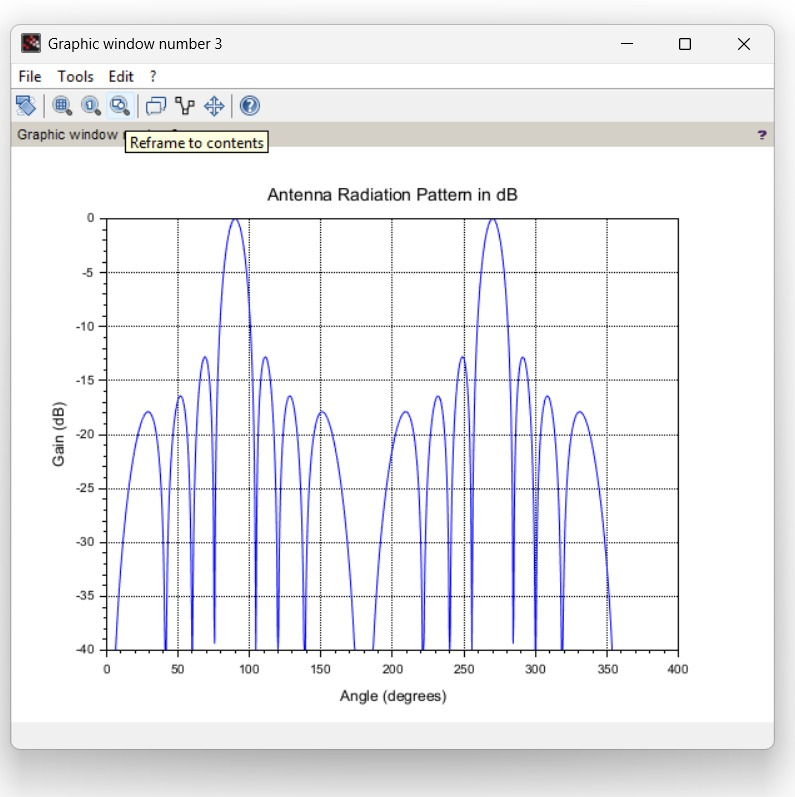 Graphic window number 3
File Tools Edit ?
Graphic window
?
Reframe to contents
Antenna Radiation Pattern in dB
0
-5
-10
-15
-20
-25
-30
-35
-40
Gain (dB)
0 50 100 150 200 250 300 350 400
Angle (degrees)